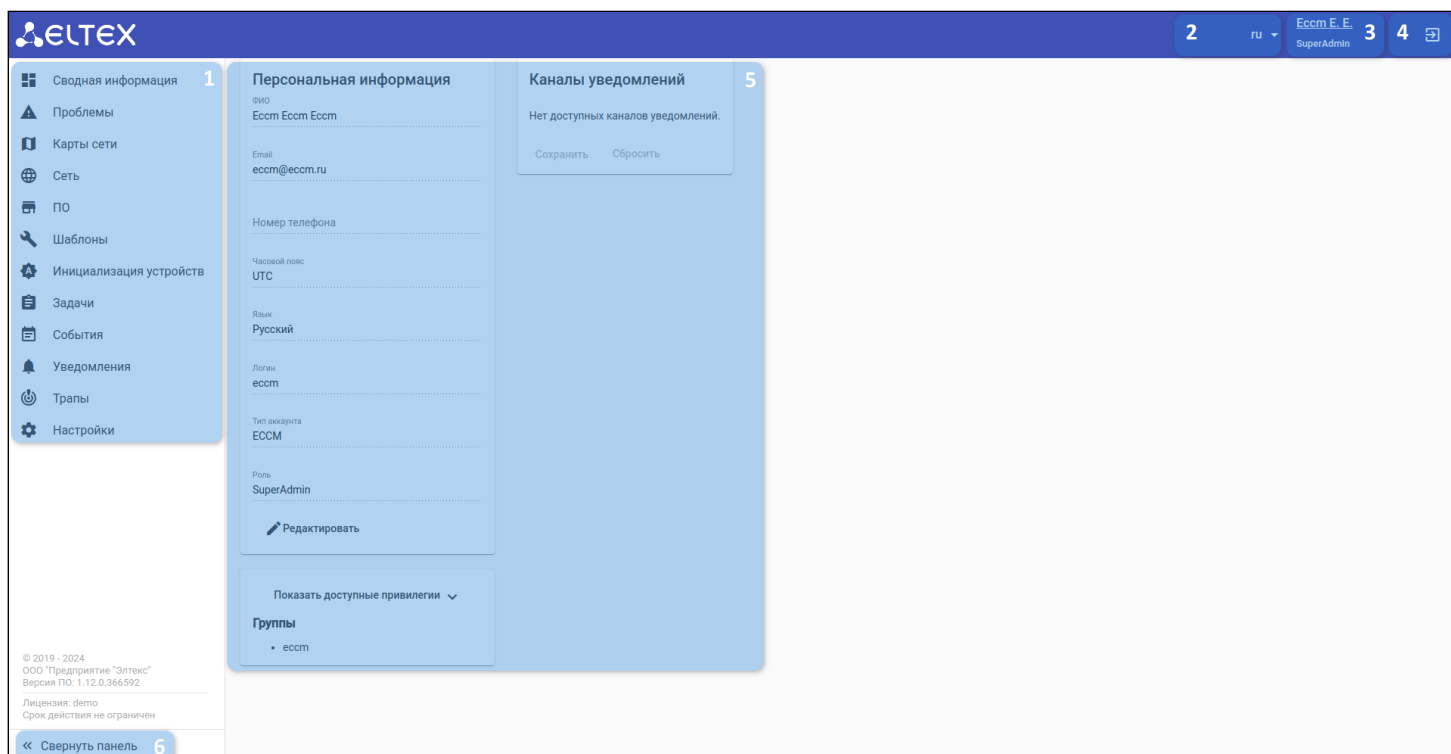 ELTEX
2
ru
Eccm E. E.
SuperAdmin
3
4
Сводная информация
1
Проблемы
Карты сети
Сеть
ПО
Шаблоны
Инициализация устройств
Задачи
События
Уведомления
Трапы
Настройки
© 2019 - 2024
ООО "Предприятие "Элтекс"
Версия ПО: 1.12.0.366592
Лицензия: demo
Срок действия не ограничен
Свернуть панель
6
Персональная информация
ФИО
Eccm Eccm Eccm
Email
eccm@eccm.ru
Номер телефона
Часовой пояс
UTC
Язык
Русский
Логин
eccm
Тип аккаунта
ECCM
Роль
SuperAdmin
Редактировать
Показать доступные привилегии
Группы
• eccm
Каналы уведомлений
5
Нет доступных каналов уведомлений.
Сохранить Сбросить